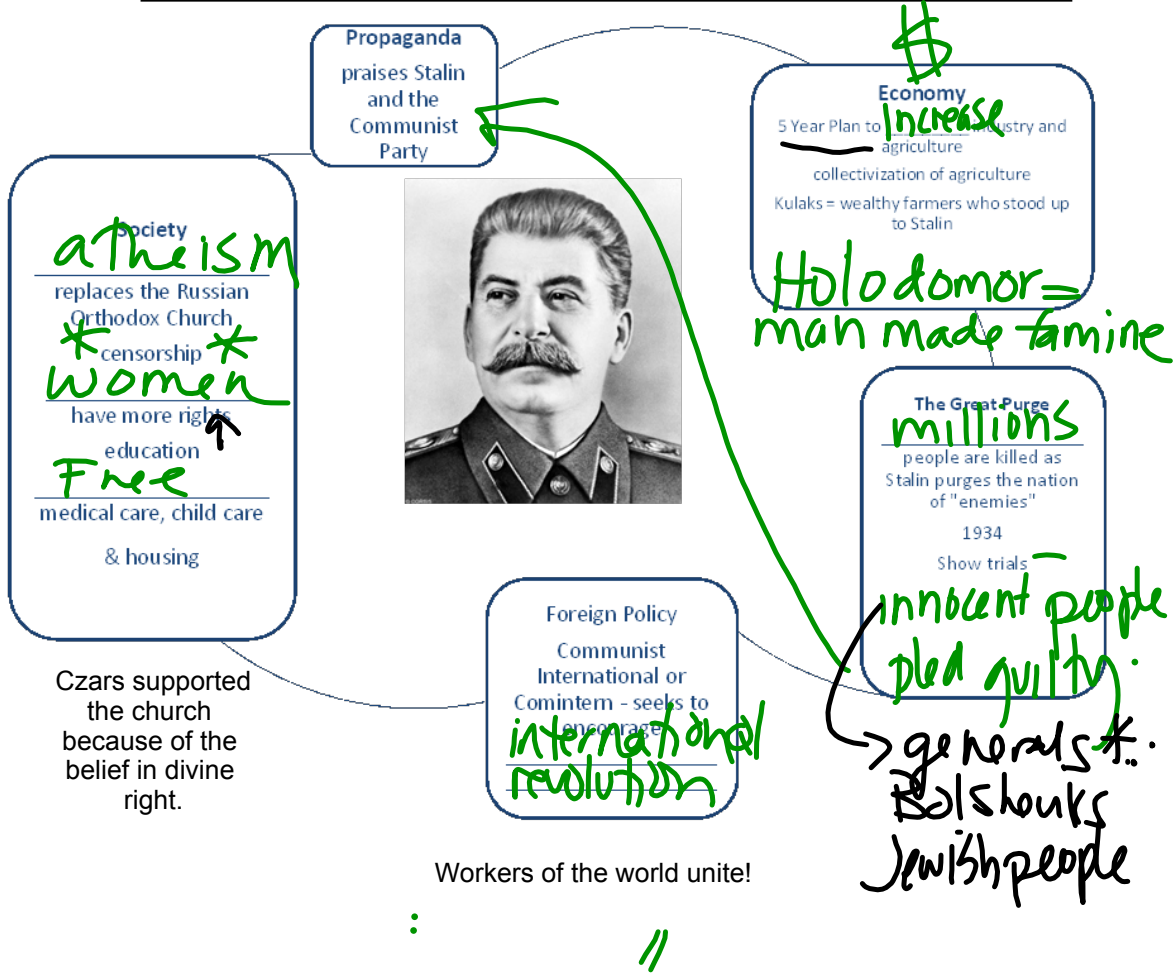 Propaganda
praises Stalin
and the
Communist
Party
$
Economy
5 Year Plan to Increase industry and
agriculture
collectivization of agriculture
Kulaks = wealthy farmers who stood up
to Stalin
Holodomor =
man made famine
Society
atheism
replaces the Russian
Orthodox Church
* censorship *
women
have more rights
education
Free
medical care, child care
& housing
The Great Purge
millions
people are killed as
Stalin purges the nation
of "enemies"
1934
Show trials
innocent people
pled guilty.
generals *
Bolsheviks
Jewish people
Foreign Policy
Communist
International or
Comintern - seeks to
encourage
international
revolution
Czars supported
the church
because of the
belief in divine
right.
Workers of the world unite!